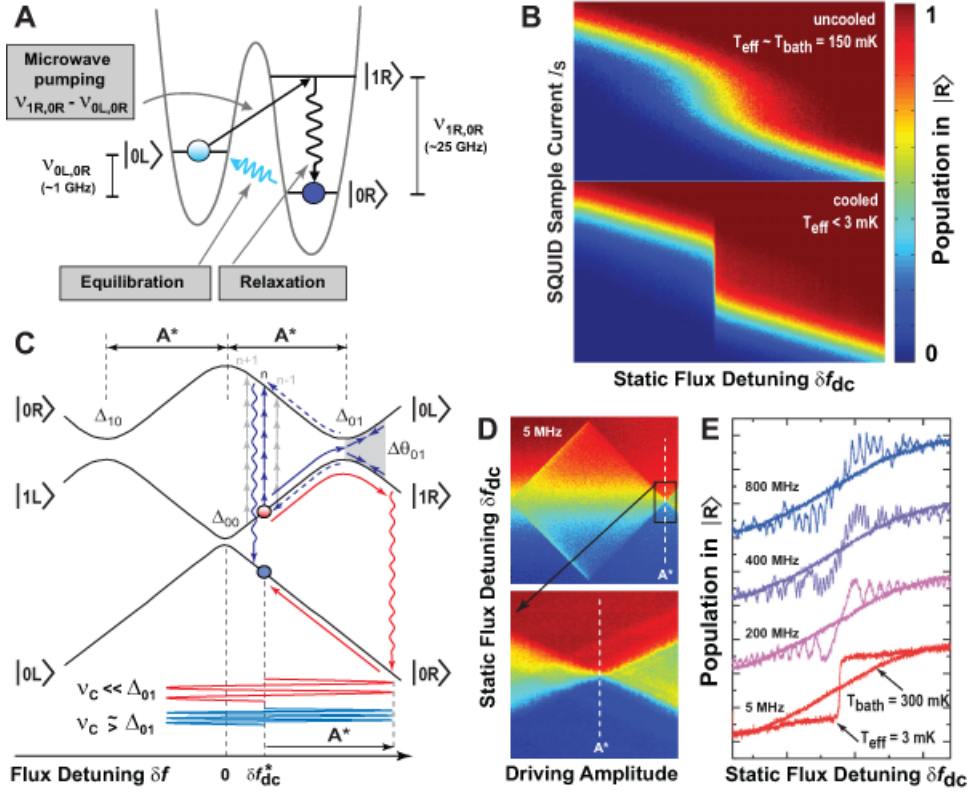 A
Microwave
pumping
ν1R,0R - ν0L,0R
|1R⟩
|0L⟩
ν0L,0R
(~1 GHz)
ν1R,0R
(~25 GHz)
|0R⟩
Equilibration
Relaxation
B
uncooled
Teff ~ Tbath = 150 mK
cooled
Teff < 3 mK
SQUID Sample Current Is
Static Flux Detuning δfdc
1
0
Population in |R⟩
C
A*
A*
n+1
n
n-1
|0R⟩
Δ10
Δ01
|0L⟩
Δθ01
|1L⟩
Δ00
|1R⟩
|0L⟩
|0R⟩
νC << Δ01
νC ≳ Δ01
A*
Flux Detuning δf
0
δf*dc
D
5 MHz
A*
A*
Static Flux Detuning δfdc
Driving Amplitude
E
800 MHz
400 MHz
200 MHz
5 MHz
Tbath = 300 mK
Teff = 3 mK
Population in |R⟩
Static Flux Detuning δfdc